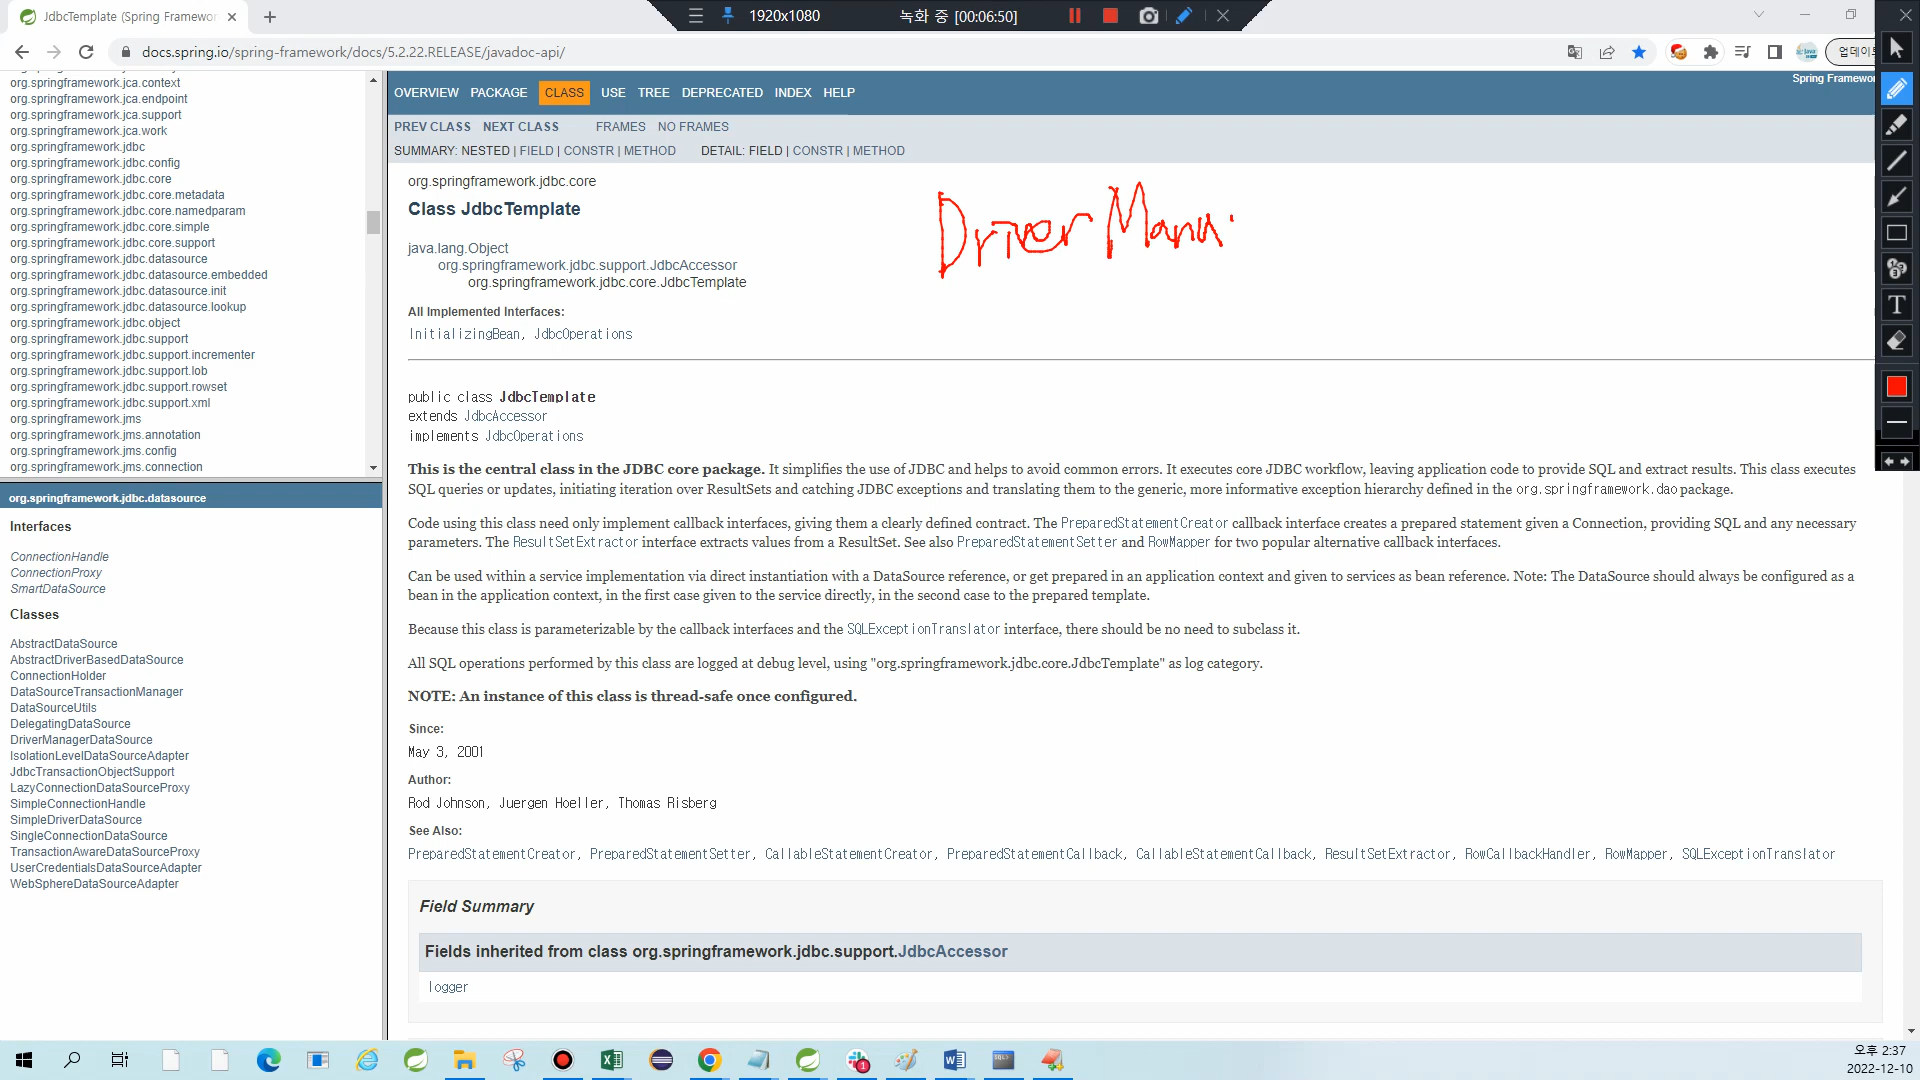 JdbcTemplate (Spring Framewor
1920x1080
녹화 중 [00:06:50]
docs.spring.io/spring-framework/docs/5.2.22.RELEASE/javadoc-api/
업데이트
org.springframework.jca.context
org.springframework.jca.endpoint
org.springframework.jca.support
org.springframework.jca.work
org.springframework.jdbc
org.springframework.jdbc.config
org.springframework.jdbc.core
org.springframework.jdbc.core.metadata
org.springframework.jdbc.core.namedparam
org.springframework.jdbc.core.simple
org.springframework.jdbc.core.support
org.springframework.jdbc.datasource
org.springframework.jdbc.datasource.embedded
org.springframework.jdbc.datasource.init
org.springframework.jdbc.datasource.lookup
org.springframework.jdbc.object
org.springframework.jdbc.support
org.springframework.jdbc.support.incrementer
org.springframework.jdbc.support.lob
org.springframework.jdbc.support.rowset
org.springframework.jdbc.support.xml
org.springframework.jms
org.springframework.jms.annotation
org.springframework.jms.config
org.springframework.jms.connection
org.springframework.jdbc.datasource
Interfaces
ConnectionHandle
ConnectionProxy
SmartDataSource
Classes
AbstractDataSource
AbstractDriverBasedDataSource
ConnectionHolder
DataSourceTransactionManager
DataSourceUtils
DelegatingDataSource
DriverManagerDataSource
IsolationLevelDataSourceAdapter
JdbcTransactionObjectSupport
LazyConnectionDataSourceProxy
SimpleConnectionHandle
SimpleDriverDataSource
SingleConnectionDataSource
TransactionAwareDataSourceProxy
UserCredentialsDataSourceAdapter
WebSphereDataSourceAdapter
OVERVIEW PACKAGE CLASS USE TREE DEPRECATED INDEX HELP
Spring Framewor
PREV CLASS NEXT CLASS FRAMES NO FRAMES
SUMMARY: NESTED | FIELD | CONSTR | METHOD DETAIL: FIELD | CONSTR | METHOD
org.springframework.jdbc.core
Class JdbcTemplate
Driver Mana
java.lang.Object
org.springframework.jdbc.support.JdbcAccessor
org.springframework.jdbc.core.JdbcTemplate
All Implemented Interfaces:
InitializingBean, JdbcOperations
public class JdbcTemplate
extends JdbcAccessor
implements JdbcOperations
This is the central class in the JDBC core package. It simplifies the use of JDBC and helps to avoid common errors. It executes core JDBC workflow, leaving application code to provide SQL and extract results. This class executes
SQL queries or updates, initiating iteration over ResultSets and catching JDBC exceptions and translating them to the generic, more informative exception hierarchy defined in the org.springframework.dao package.
Code using this class need only implement callback interfaces, giving them a clearly defined contract. The PreparedStatementCreator callback interface creates a prepared statement given a Connection, providing SQL and any necessary
parameters. The ResultSetExtractor interface extracts values from a ResultSet. See also PreparedStatementSetter and RowMapper for two popular alternative callback interfaces.
Can be used within a service implementation via direct instantiation with a DataSource reference, or get prepared in an application context and given to services as bean reference. Note: The DataSource should always be configured as a
bean in the application context, in the first case given to the service directly, in the second case to the prepared template.
Because this class is parameterizable by the callback interfaces and the SQLExceptionTranslator interface, there should be no need to subclass it.
All SQL operations performed by this class are logged at debug level, using "org.springframework.jdbc.core.JdbcTemplate" as log category.
NOTE: An instance of this class is thread-safe once configured.
Since:
May 3, 2001
Author:
Rod Johnson, Juergen Hoeller, Thomas Risberg
See Also:
PreparedStatementCreator, PreparedStatementSetter, CallableStatementCreator, PreparedStatementCallback, CallableStatementCallback, ResultSetExtractor, RowCallbackHandler, RowMapper, SQLExceptionTranslator
Field Summary
Fields inherited from class org.springframework.jdbc.support.JdbcAccessor
logger
오후 2:37
2022-12-10